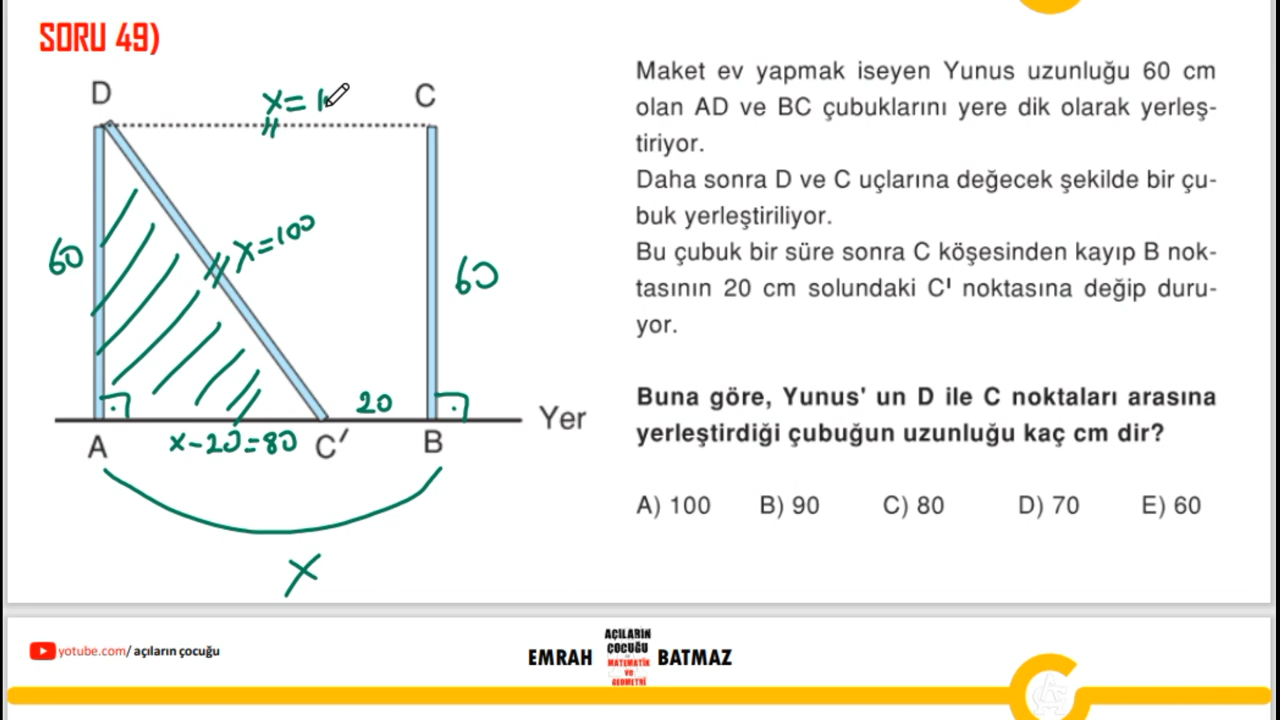 SORU 49)
D
x = 1
C
Maket ev yapmak iseyen Yunus uzunluğu 60 cm
olan AD ve BC çubuklarını yere dik olarak yerleş-
tiriyor.
Daha sonra D ve C uçlarına değecek şekilde bir çu-
buk yerleştiriliyor.
Bu çubuk bir süre sonra C köşesinden kayıp B nok-
tasının 20 cm solundaki C' noktasına değip duru-
yor.
60
x=100
60
20
Yer
A
x-20=80
C'
B
x
Buna göre, Yunus' un D ile C noktaları arasına
yerleştirdiği çubuğun uzunluğu kaç cm dir?
A) 100 B) 90 C) 80 D) 70 E) 60
yotube.com/ açıların çocuğu
EMRAH
AÇILARIN
ÇOCUĞU
MATEMATİK
VE
GEOMETRİ
BATMAZ